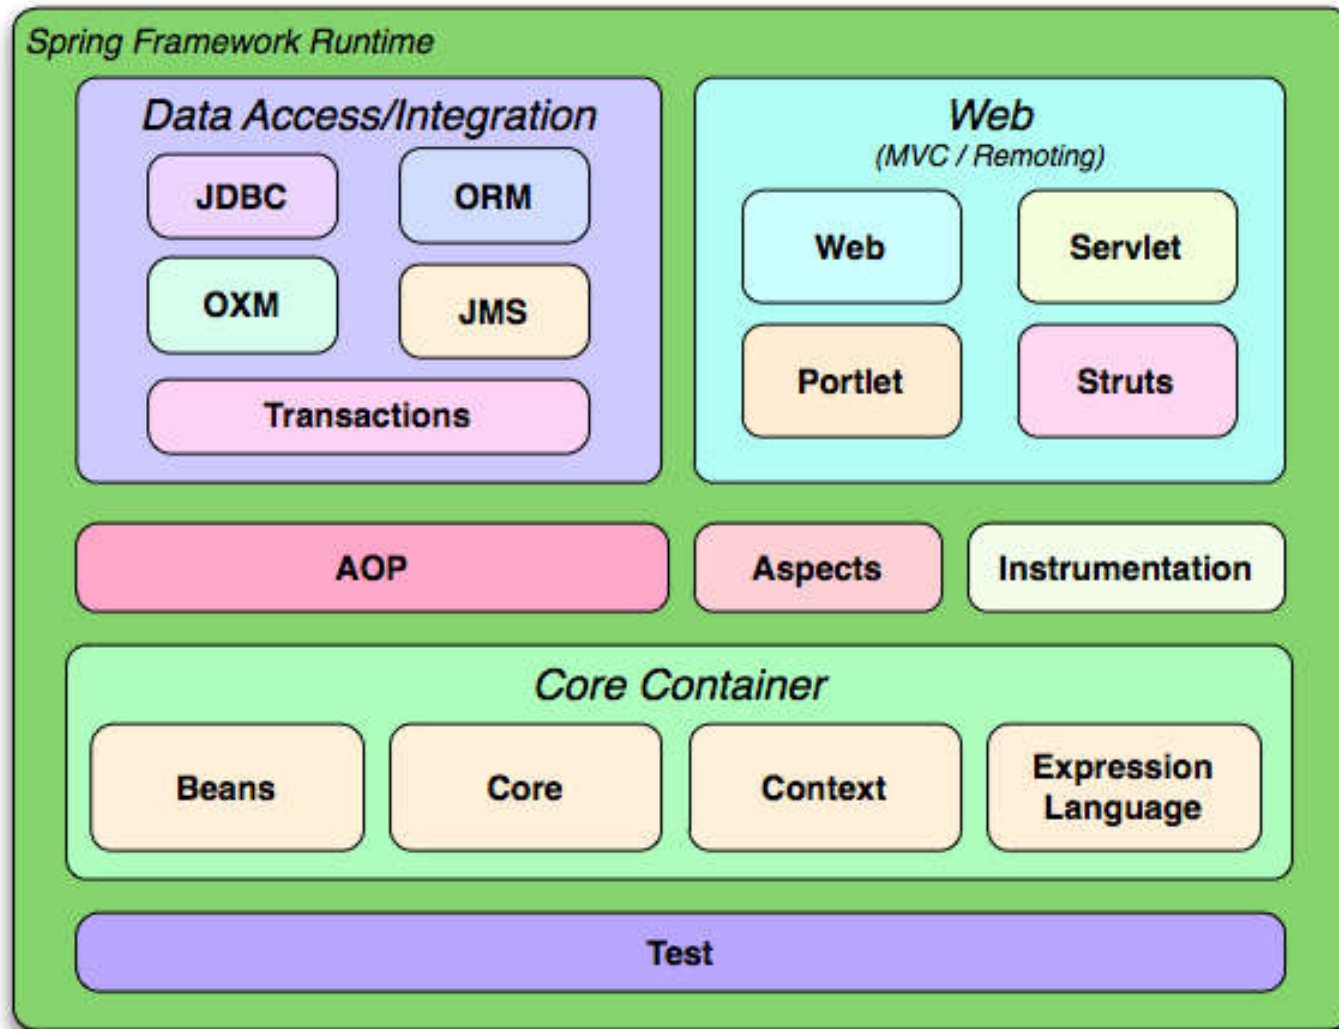 Spring Framework Runtime
Data Access/Integration
JDBC
ORM
OXM
JMS
Transactions
Web
(MVC / Remoting)
Web
Servlet
Portlet
Struts
AOP
Aspects
Instrumentation
Core Container
Beans
Core
Context
Expression
Language
Test